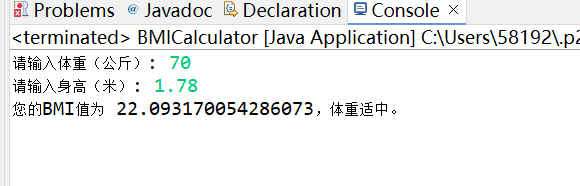 Problems Javadoc Declaration Console
<terminated> BMICalculator [Java Application] C:\Users\58192\.p2
请输入体重（公斤）: 70
请输入身高（米）: 1.78
您的BMI值为 22.093170054286073，体重适中。